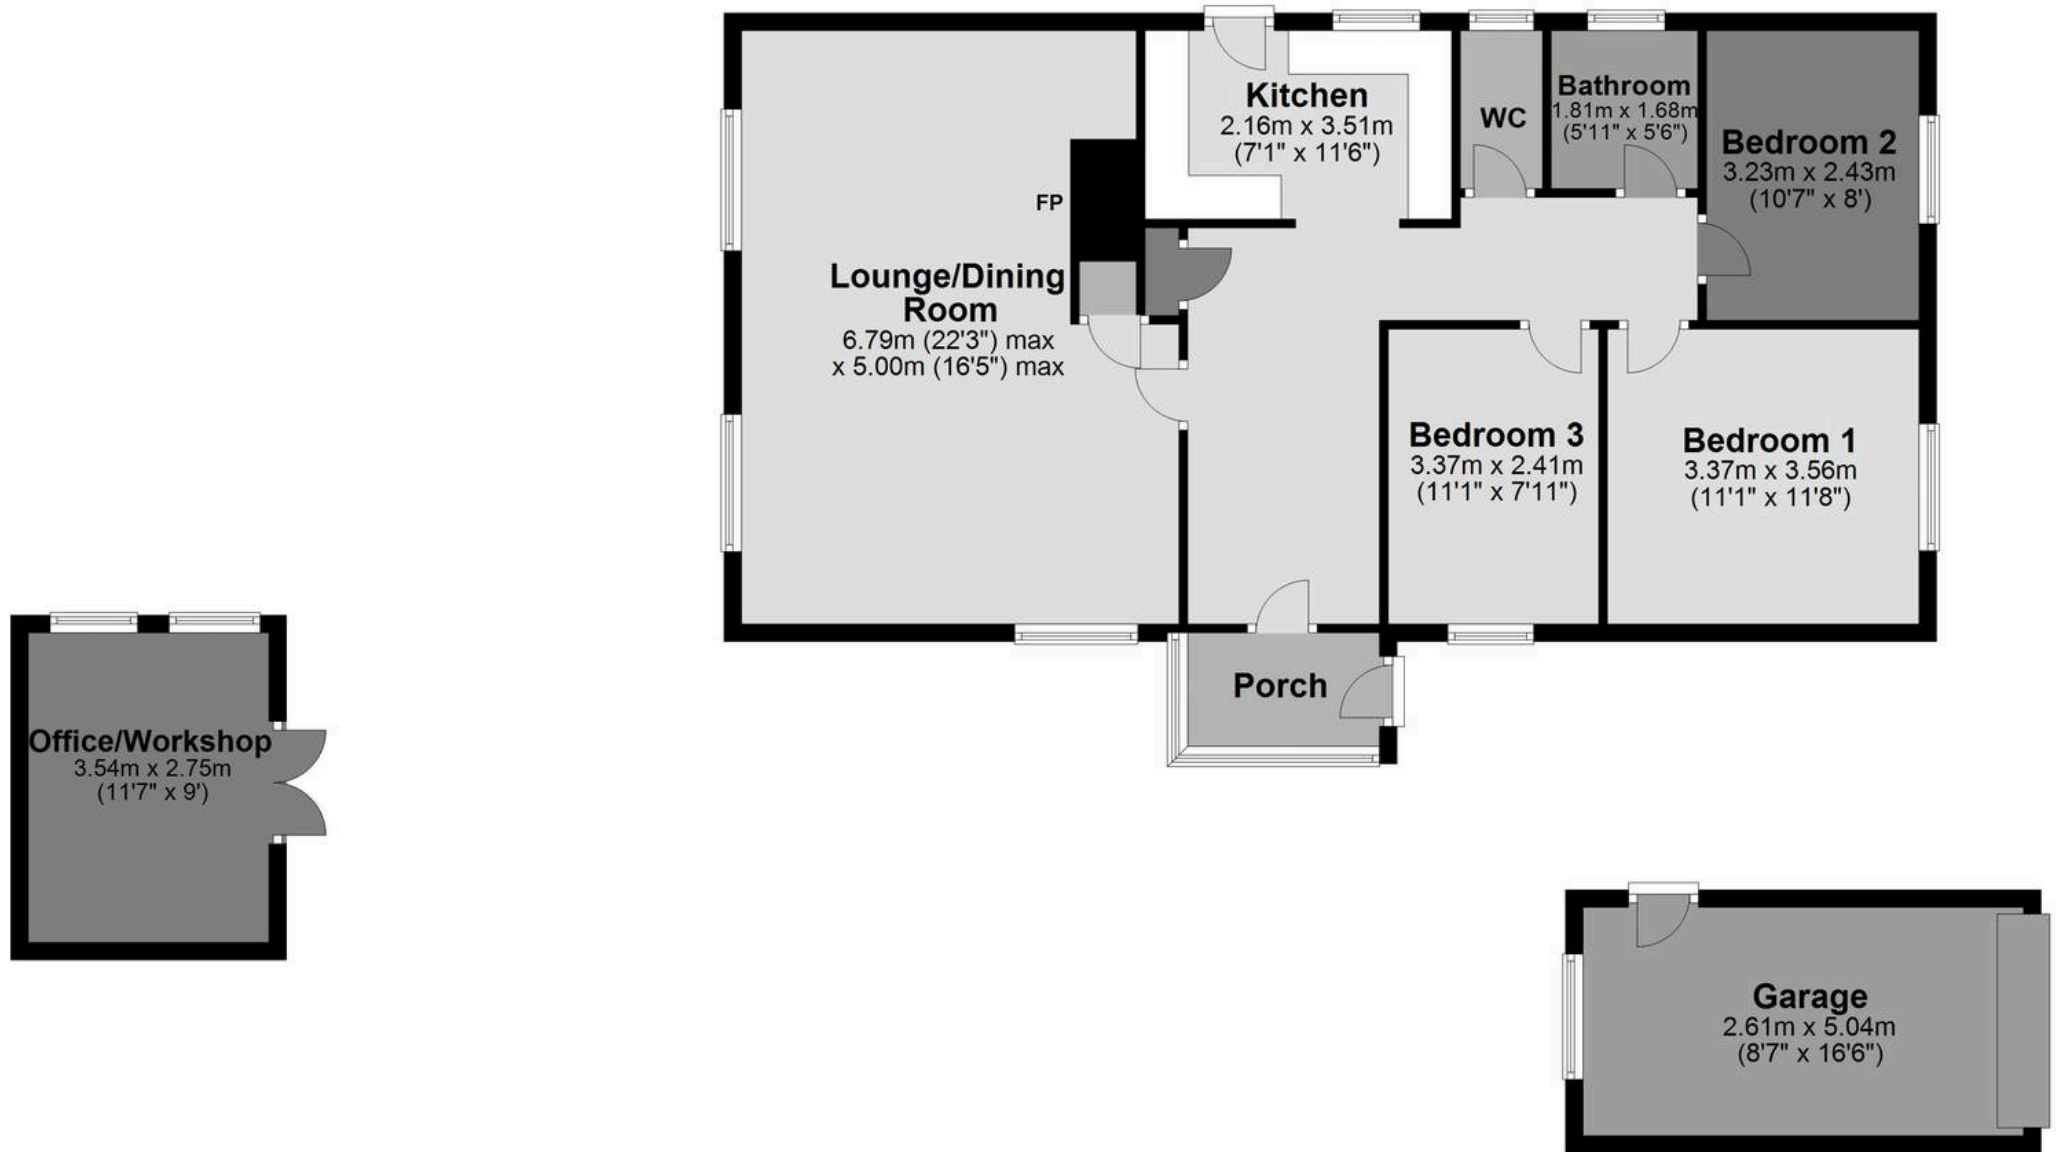 Kitchen
2.16m x 3.51m
(7'1" x 11'6")
WC
Bathroom
1.81m x 1.68m
(5'11" x 5'6")
Bedroom 2
3.23m x 2.43m
(10'7" x 8')
FP
Lounge/Dining
Room
6.79m (22'3") max
x 5.00m (16'5") max
Bedroom 3
3.37m x 2.41m
(11'1" x 7'11")
Bedroom 1
3.37m x 3.56m
(11'1" x 11'8")
Porch
Office/Workshop
3.54m x 2.75m
(11'7" x 9')
Garage
2.61m x 5.04m
(8'7" x 16'6")